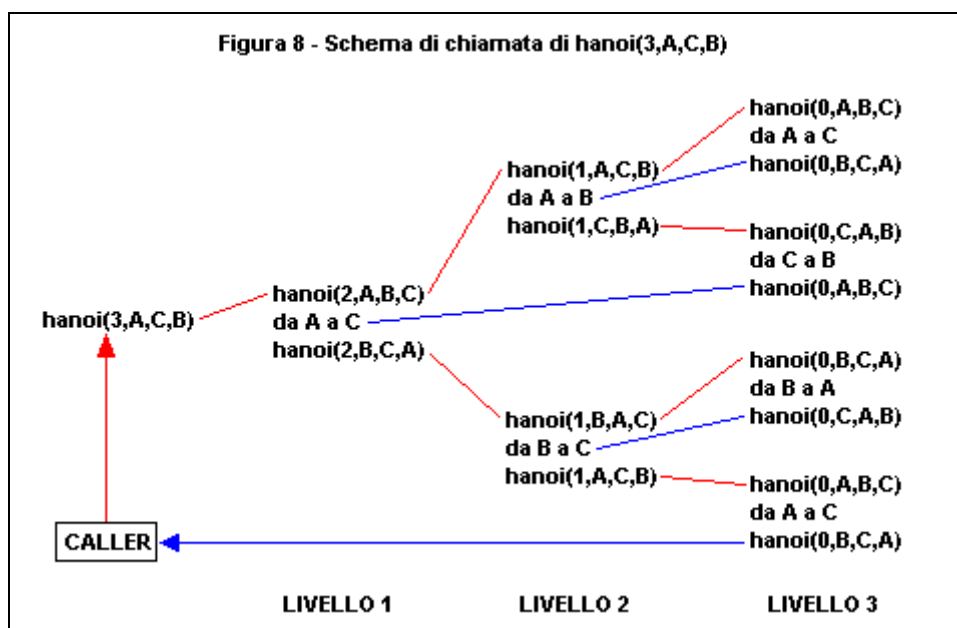 Figura 8 - Schema di chiamata di hanoi(3,A,C,B)
hanoi(0,A,B,C)
da A a C
hanoi(0,B,C,A)
hanoi(1,A,C,B)
da A a B
hanoi(1,C,B,A)
hanoi(0,C,A,B)
da C a B
hanoi(0,A,B,C)
hanoi(2,A,B,C)
da A a C
hanoi(2,B,C,A)
hanoi(3,A,C,B)
hanoi(0,B,C,A)
da B a A
hanoi(0,C,A,B)
hanoi(1,B,A,C)
da B a C
hanoi(1,A,C,B)
hanoi(0,A,B,C)
da A a C
hanoi(0,B,C,A)
CALLER
LIVELLO 1
LIVELLO 2
LIVELLO 3